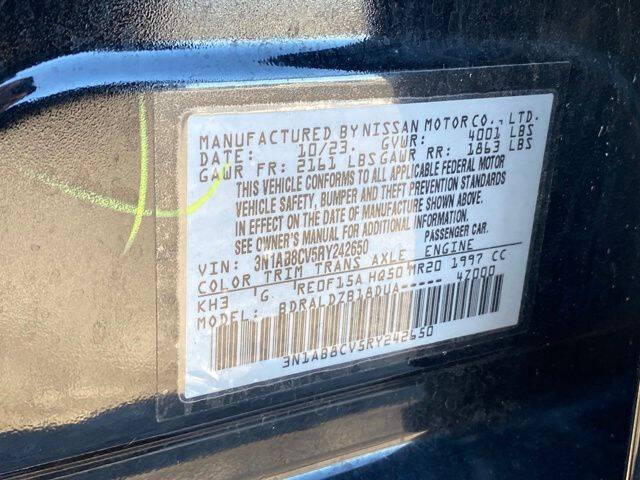 MANUFACTURED BY NISSAN MOTOR CO., LTD.
DATE: 10/23 GVWR: 4001 LBS
GAWR FR: 2161 LBS GAWR RR: 1863 LBS
THIS VEHICLE CONFORMS TO ALL APPLICABLE FEDERAL MOTOR
VEHICLE SAFETY, BUMPER AND THEFT PREVENTION STANDARDS
IN EFFECT ON THE DATE OF MANUFACTURE SHOWN ABOVE.
SEE OWNER'S MANUAL FOR ADDITIONAL INFORMATION.
VIN: 3N1AB8CV5RY242650 PASSENGER CAR.
COLOR TRIM TRANS AXLE ENGINE
KH3 G RE0F15A HQ50 MR20 1997 CC
MODEL: BDRALDZB18DUA----- 47000
3N1AB8CV5RY242650